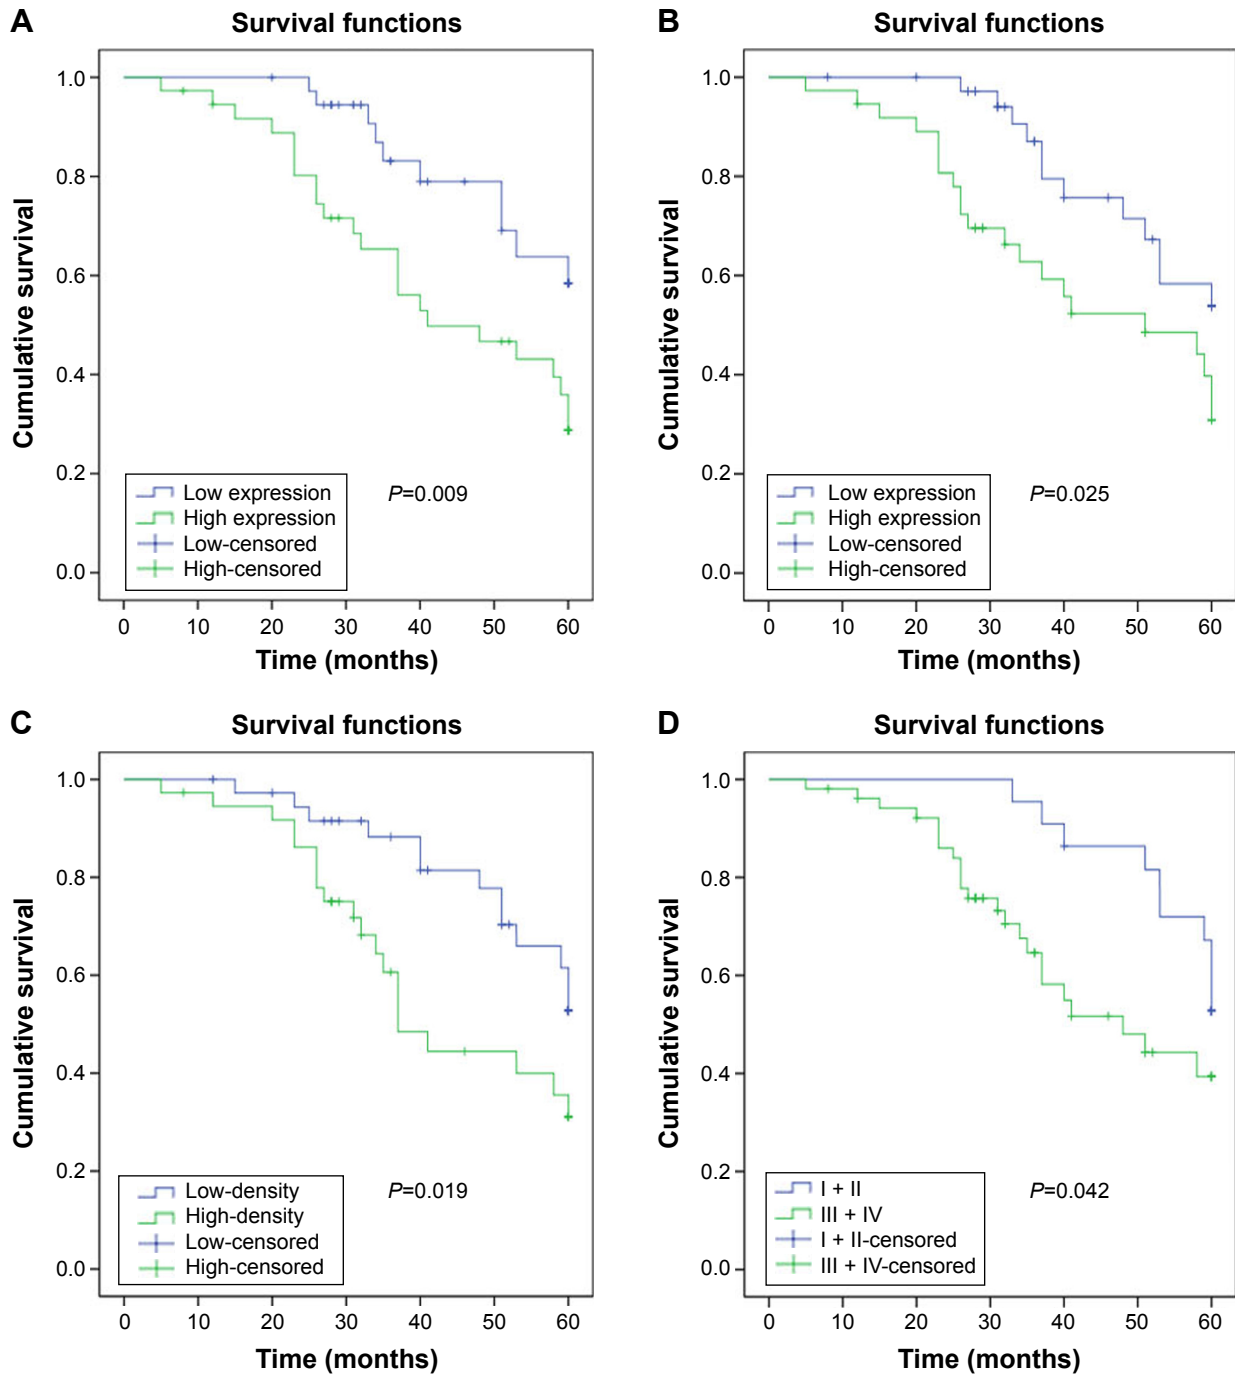 A
Survival functions
Cumulative survival
1.0
0.8
0.6
0.4
0.2
0.0
Low expression
High expression
Low-censored
High-censored
P=0.009
0 10 20 30 40 50 60
Time (months)
B
Survival functions
Cumulative survival
1.0
0.8
0.6
0.4
0.2
0.0
Low expression
High expression
Low-censored
High-censored
P=0.025
0 10 20 30 40 50 60
Time (months)
C
Survival functions
Cumulative survival
1.0
0.8
0.6
0.4
0.2
0.0
Low-density
High-density
Low-censored
High-censored
P=0.019
0 10 20 30 40 50 60
Time (months)
D
Survival functions
Cumulative survival
1.0
0.8
0.6
0.4
0.2
0.0
I + II
III + IV
I + II-censored
III + IV-censored
P=0.042
0 10 20 30 40 50 60
Time (months)